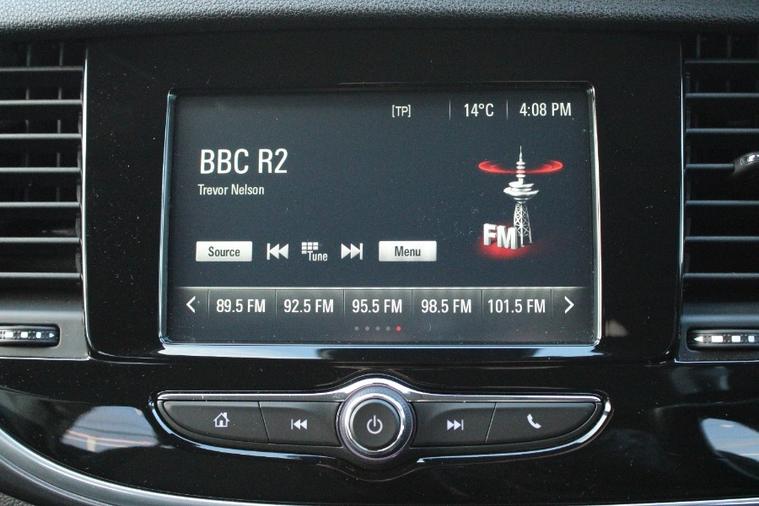 [TP] 14°C 4:08 PM
BBC R2
Trevor Nelson
FM
Source Tune Menu
89.5 FM 92.5 FM 95.5 FM 98.5 FM 101.5 FM